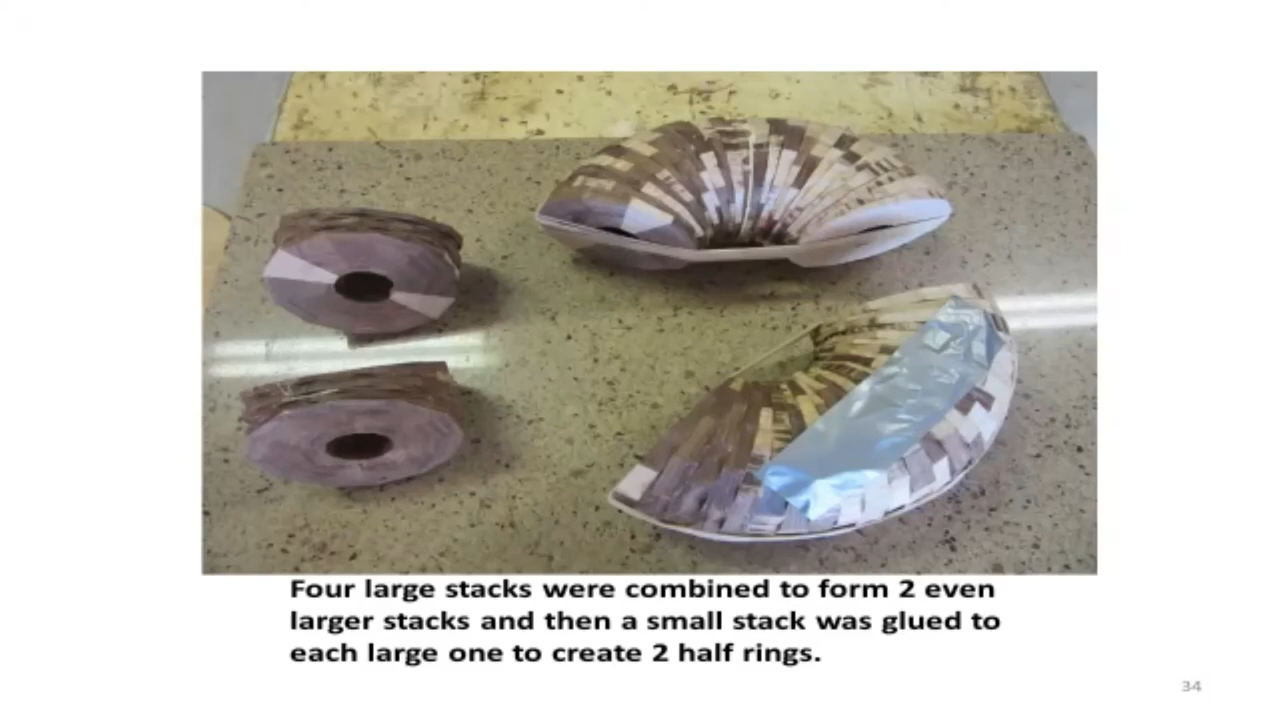 Four large stacks were combined to form 2 even
larger stacks and then a small stack was glued to
each large one to create 2 half rings.
34